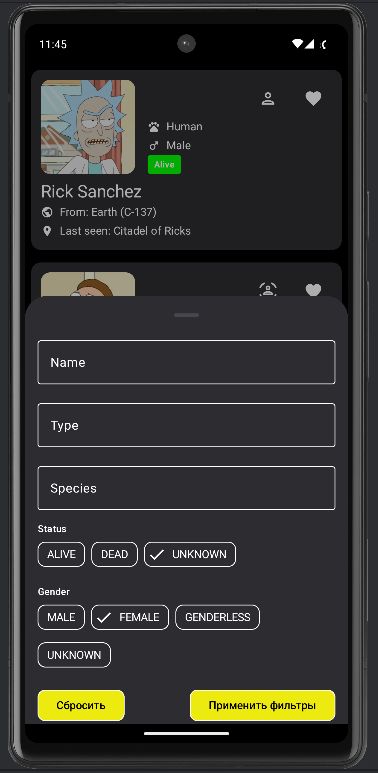 11:45
Human
Male
Alive
Rick Sanchez
From: Earth (C-137)
Last seen: Citadel of Ricks
Name
Type
Species
Status
ALIVE DEAD UNKNOWN
Gender
MALE FEMALE GENDERLESS
UNKNOWN
Сбросить Применить фильтры